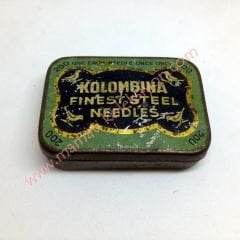 200 USE EACH NEEDLE ONCE ONLY 200
KOLOMBINA
FINEST STEEL
NEEDLES
200 200